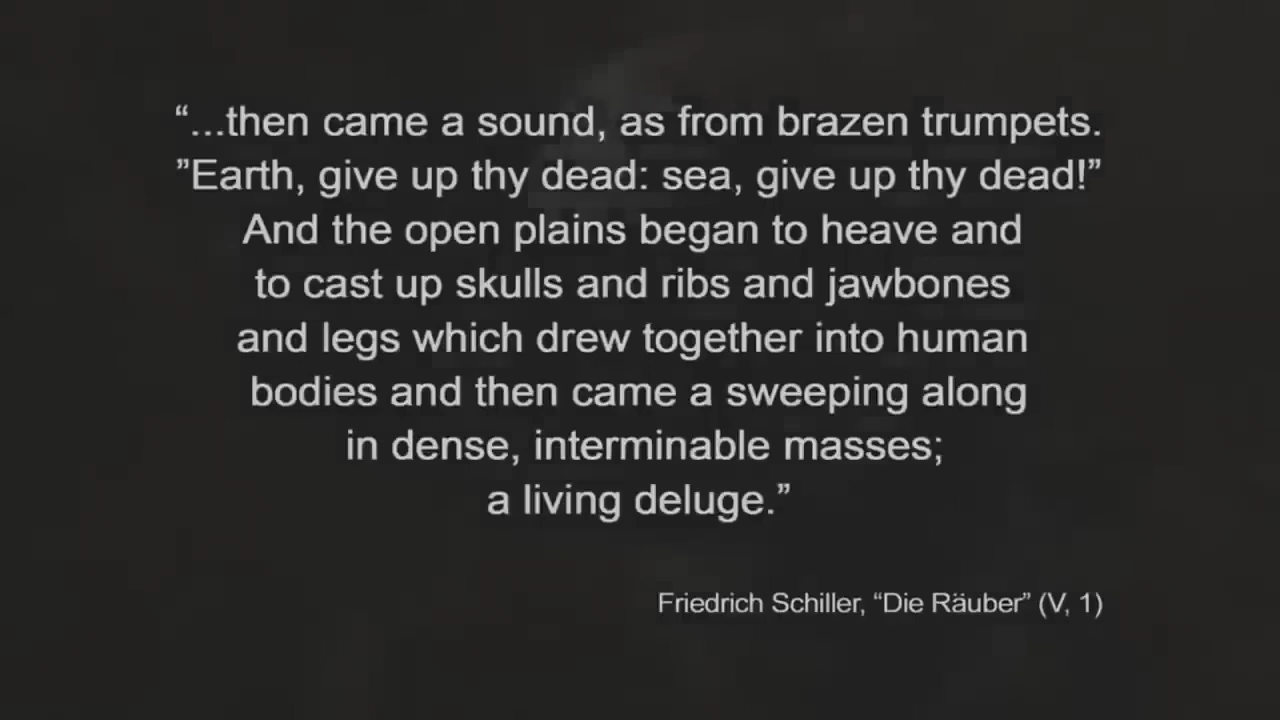 “...then came a sound, as from brazen trumpets.
”Earth, give up thy dead: sea, give up thy dead!”
And the open plains began to heave and
to cast up skulls and ribs and jawbones
and legs which drew together into human
bodies and then came a sweeping along
in dense, interminable masses;
a living deluge.”
Friedrich Schiller, “Die Räuber” (V, 1)